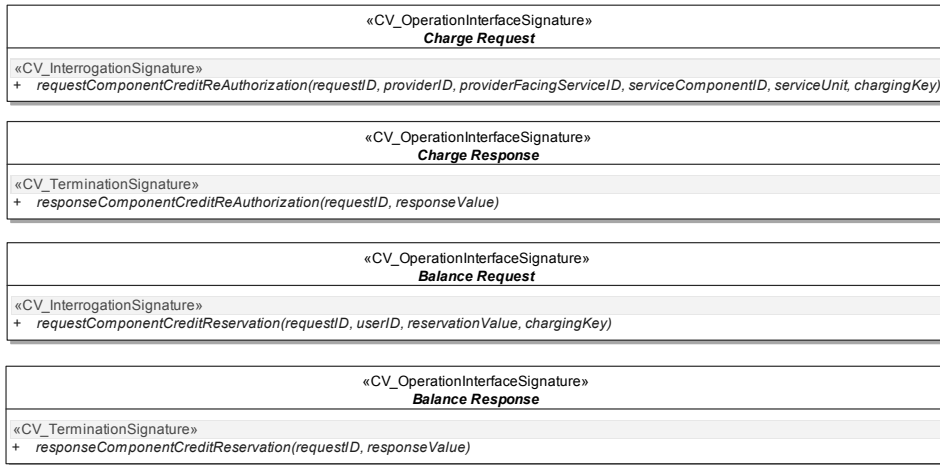 «CV_OperationInterfaceSignature»
Charge Request
«CV_InterrogationSignature»
+ requestComponentCreditReAuthorization(requestID, providerID, providerFacingServiceID, serviceComponentID, serviceUnit, chargingKey)
«CV_OperationInterfaceSignature»
Charge Response
«CV_TerminationSignature»
+ responseComponentCreditReAuthorization(requestID, responseValue)
«CV_OperationInterfaceSignature»
Balance Request
«CV_InterrogationSignature»
+ requestComponentCreditReservation(requestID, userID, reservationValue, chargingKey)
«CV_OperationInterfaceSignature»
Balance Response
«CV_TerminationSignature»
+ responseComponentCreditReservation(requestID, responseValue)